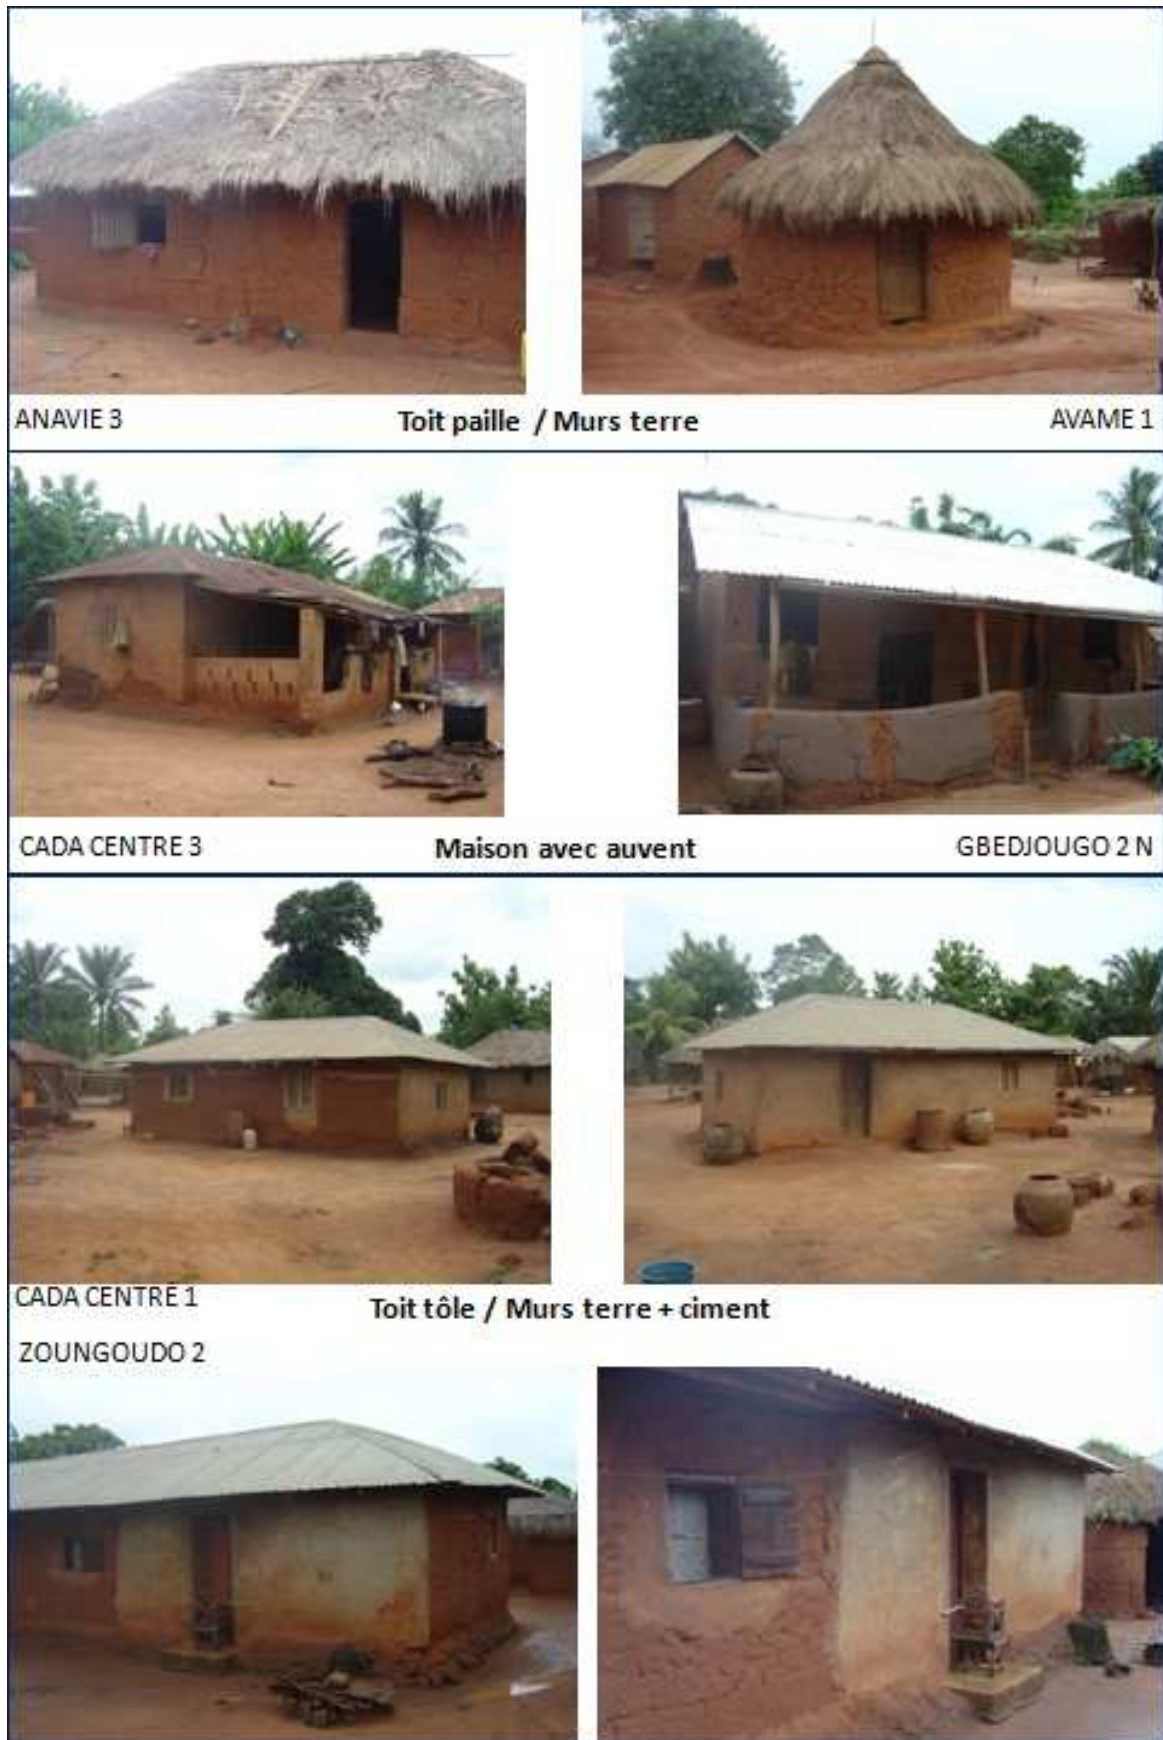 ANAVIE 3 Toit paille / Murs terre AVAME 1
CADA CENTRE 3 Maison avec auvent GBEDJOUGO 2 N
CADA CENTRE 1 Toit tôle / Murs terre + ciment
ZOUNGOUDO 2